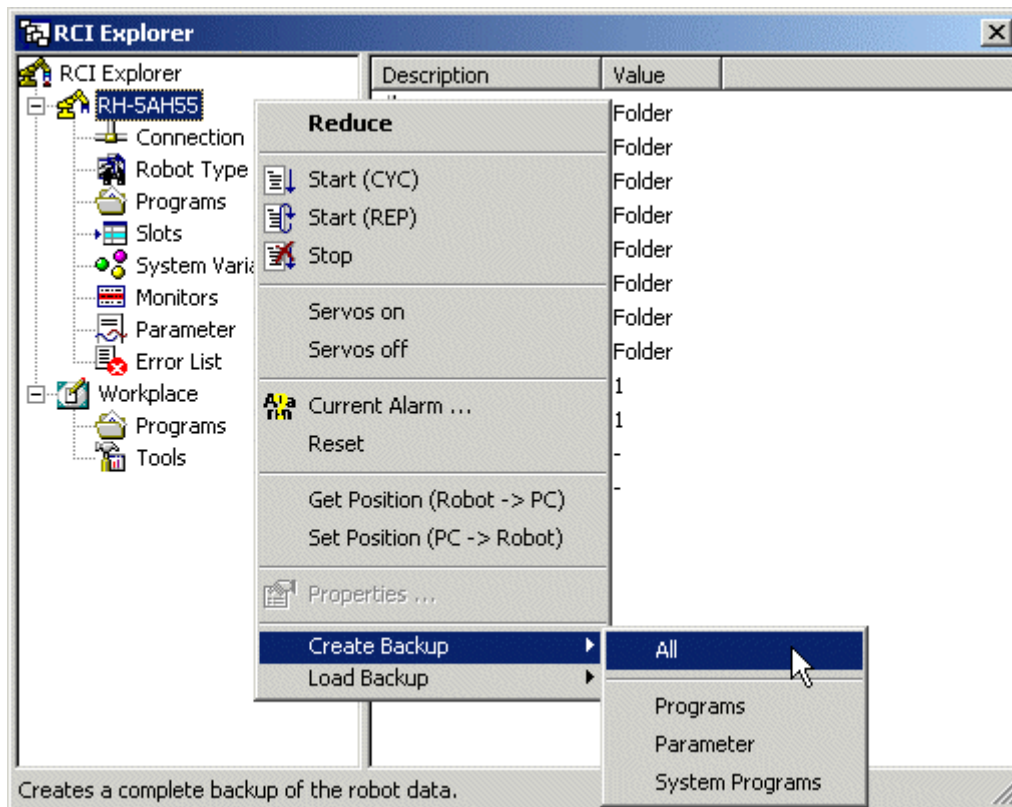 RCI Explorer
RCI Explorer
RH-5AH55
Connection
Robot Type
Programs
Slots
System Varia
Monitors
Parameter
Error List
Workplace
Programs
Tools
Description Value
Folder
Folder
Folder
Folder
Folder
Folder
Folder
Folder
1
1
-
-
Reduce
Start (CYC)
Start (REP)
Stop
Servos on
Servos off
Current Alarm ...
Reset
Get Position (Robot -> PC)
Set Position (PC -> Robot)
Properties ...
Create Backup
Load Backup
All
Programs
Parameter
System Programs
Creates a complete backup of the robot data.